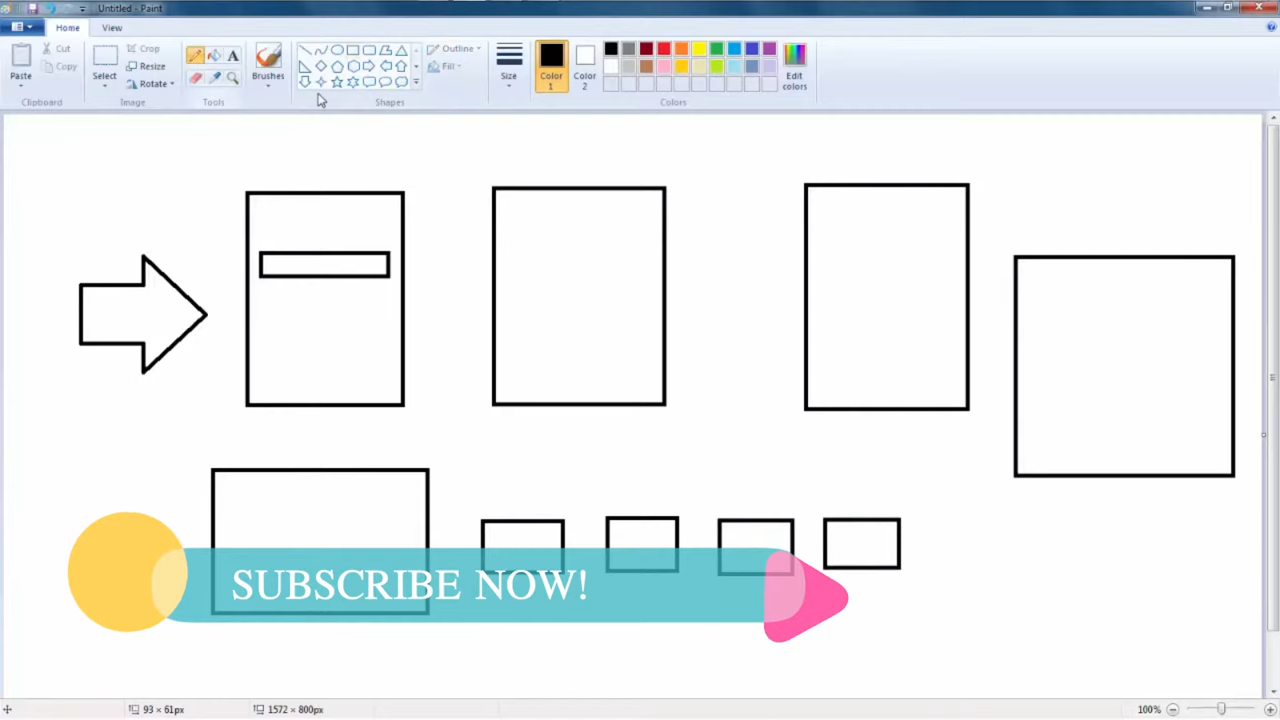 Untitled - Paint
Home View
Paste
Cut
Copy
Clipboard
Select
Crop
Resize
Rotate
Image
A
Tools
Brushes
Outline
Fill
Shapes
Size
Color 1
Color 2
Edit colors
Colors
SUBSCRIBE NOW!
93 × 61px
1572 × 800px
100%